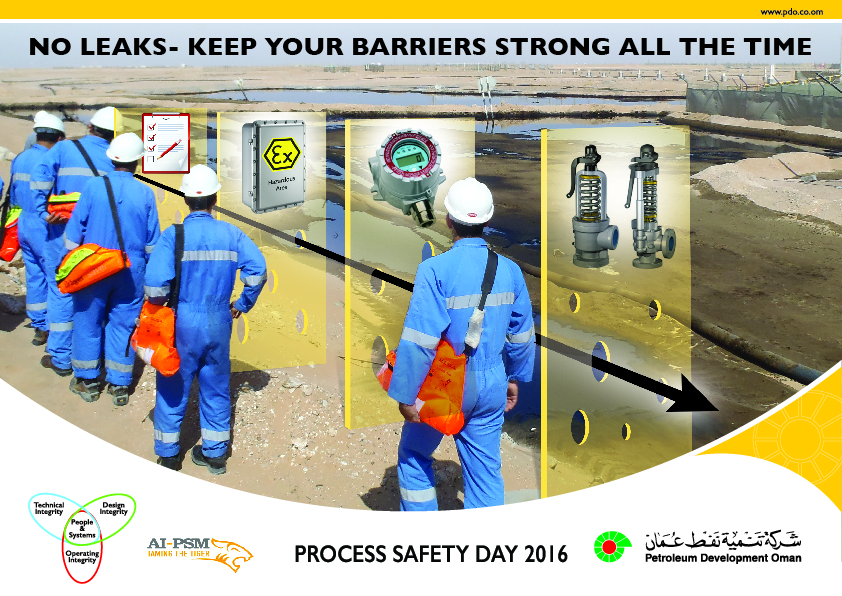 www.pdo.co.om
NO LEAKS- KEEP YOUR BARRIERS STRONG ALL THE TIME
Ex
Hazardous
Area
Technical
Integrity
Design
Integrity
People
&
Systems
Operating
Integrity
AI-PSM
TAMING THE TIGER
PROCESS SAFETY DAY 2016
شركة تنمية نفط عُمان
Petroleum Development Oman